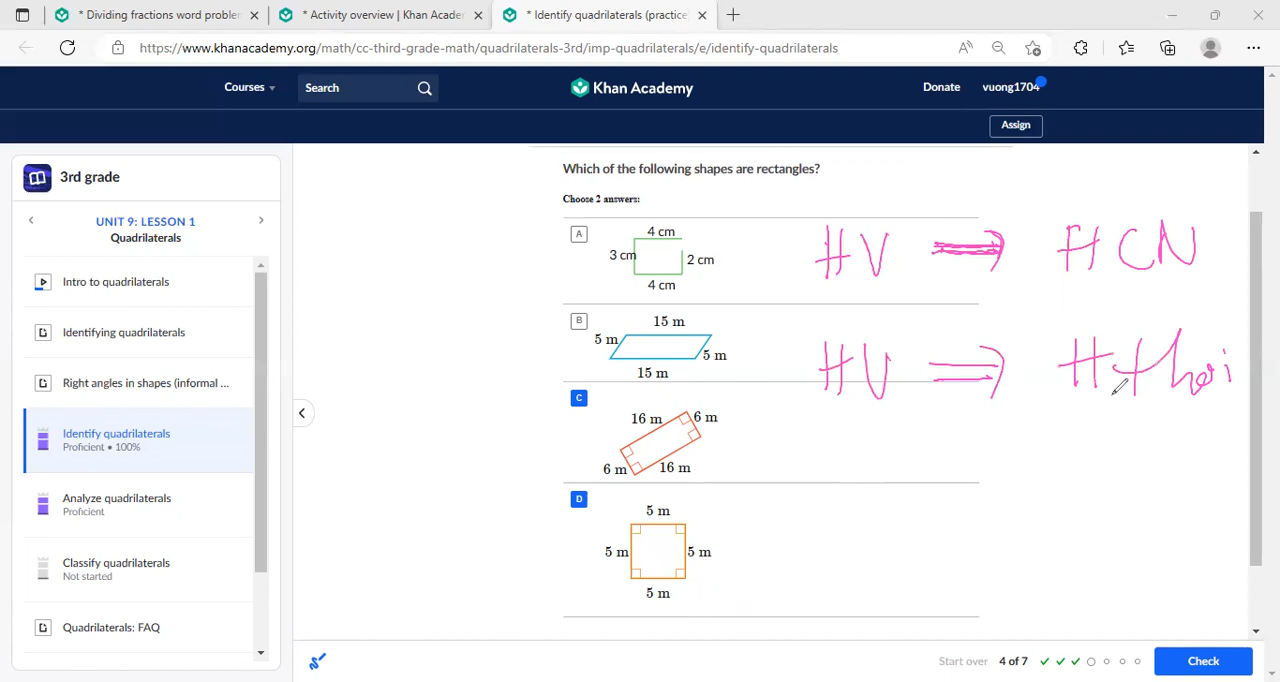 * Dividing fractions word problem
* Activity overview | Khan Acader
* Identify quadrilaterals (practice
https://www.khanacademy.org/math/cc-third-grade-math/quadrilaterals-3rd/imp-quadrilaterals/e/identify-quadrilaterals
Courses
Search
Khan Academy
Donate
vuong1704
Assign
3rd grade
UNIT 9: LESSON 1
Quadrilaterals
Intro to quadrilaterals
Identifying quadrilaterals
Right angles in shapes (informal ...
Identify quadrilaterals
Proficient • 100%
Analyze quadrilaterals
Proficient
Classify quadrilaterals
Not started
Quadrilaterals: FAQ
Which of the following shapes are rectangles?
Choose 2 answers:
A
4 cm
3 cm
2 cm
4 cm
HV ⇒ HCN
B
15 m
5 m
5 m
15 m
HV ⇒ H thoi
C
16 m
6 m
6 m
16 m
D
5 m
5 m
5 m
5 m
Start over
4 of 7
Check